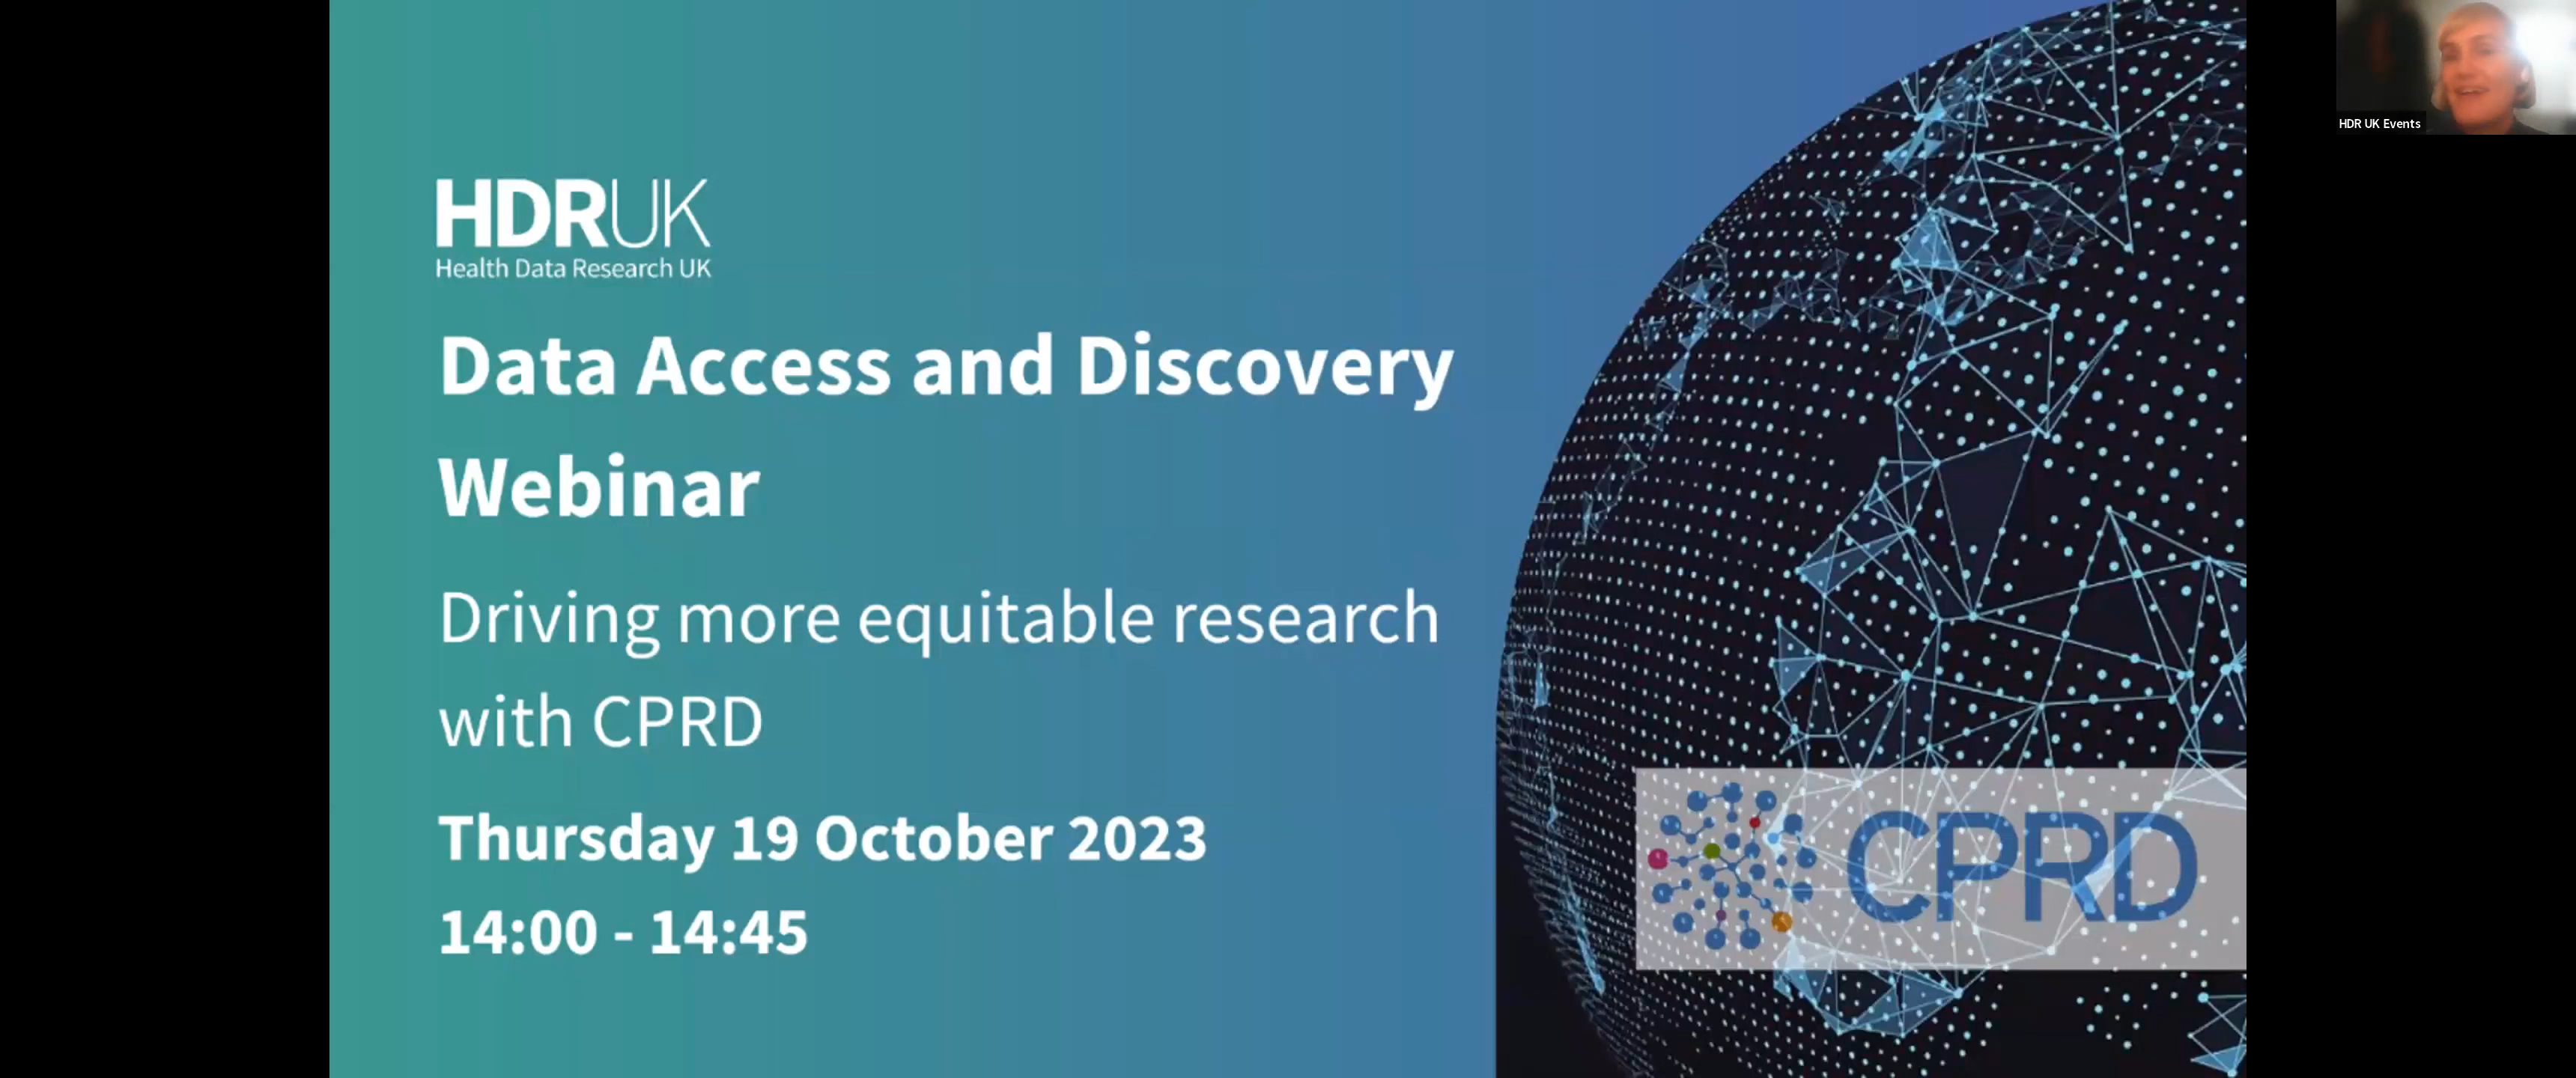 HDRUK
Health Data Research UK
Data Access and Discovery
Webinar
Driving more equitable research
with CPRD
Thursday 19 October 2023
14:00 - 14:45
CPRD
HDR UK Events